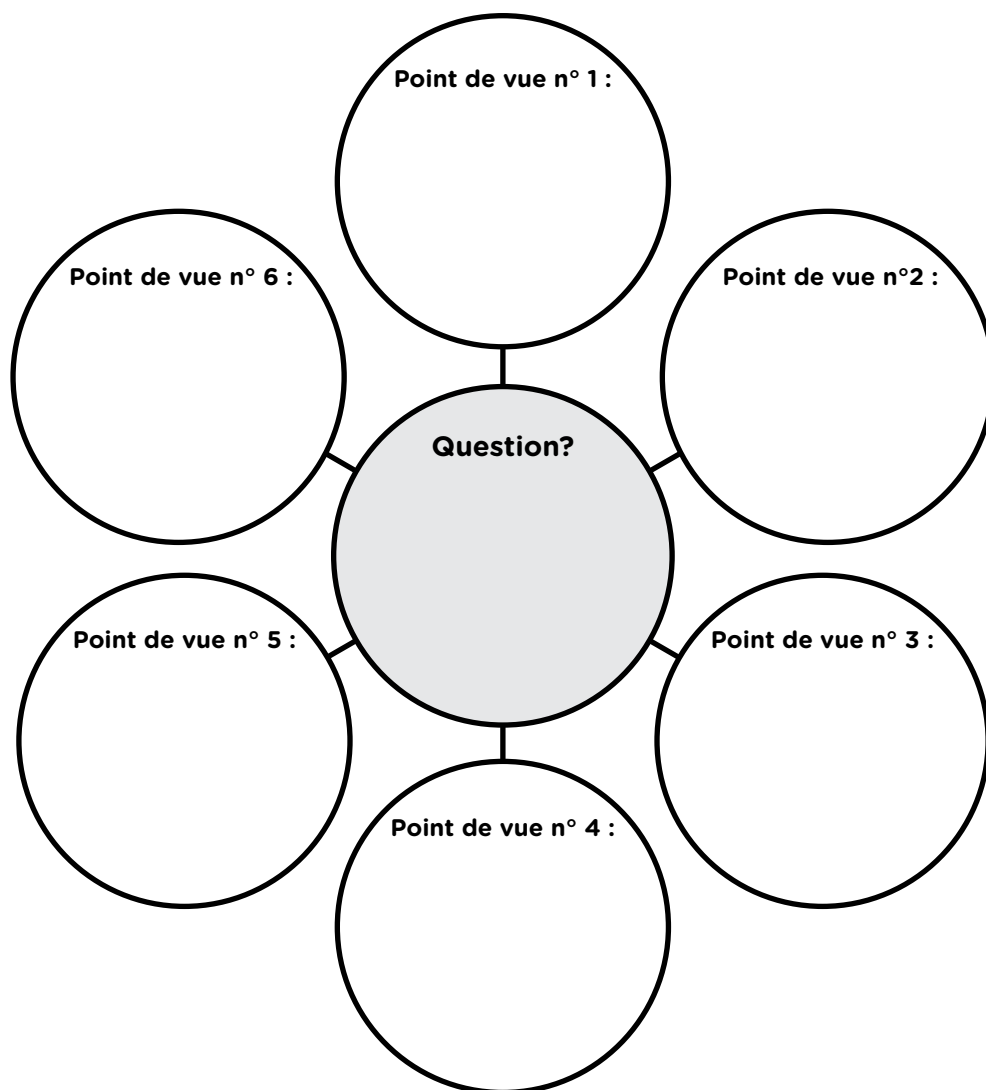 Point de vue n° 1 :
Point de vue n° 6 :
Point de vue n°2 :
Question?
Point de vue n° 5 :
Point de vue n° 3 :
Point de vue n° 4 :